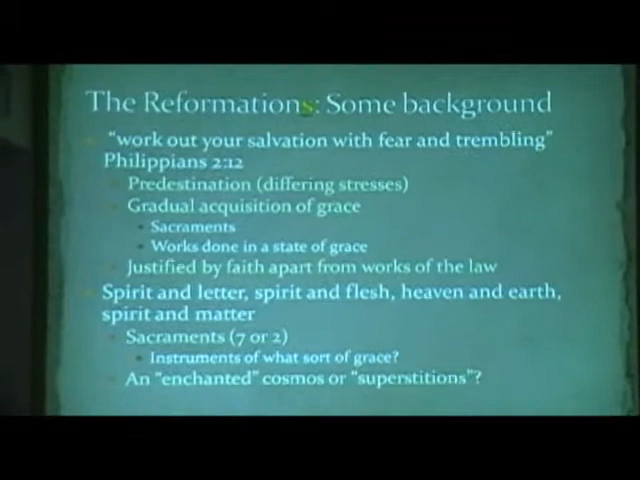 The Reformations: Some background
"work out your salvation with fear and trembling"
Philippians 2:12
Predestination (differing stresses)
Gradual acquisition of grace
Sacraments
Works done in a state of grace
Justified by faith apart from works of the law
Spirit and letter, spirit and flesh, heaven and earth,
spirit and matter
Sacraments (7 or 2)
Instruments of what sort of grace?
An "enchanted" cosmos or "superstitions"?